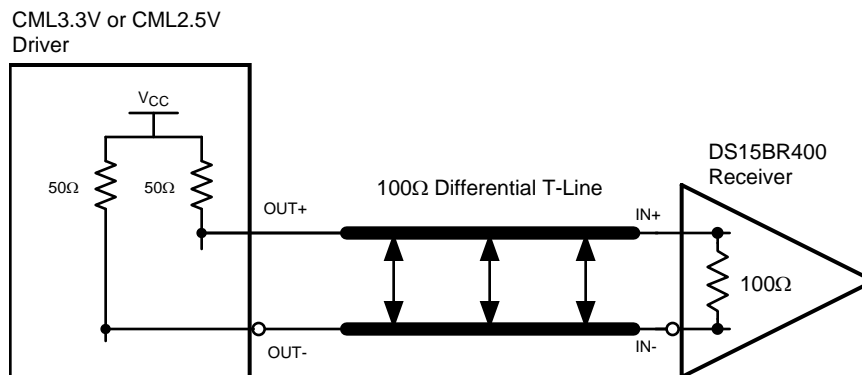 CML3.3V or CML2.5V
Driver
VCC
50Ω
50Ω
OUT+
100Ω Differential T-Line
IN+
DS15BR400
Receiver
100Ω
OUT-
IN-